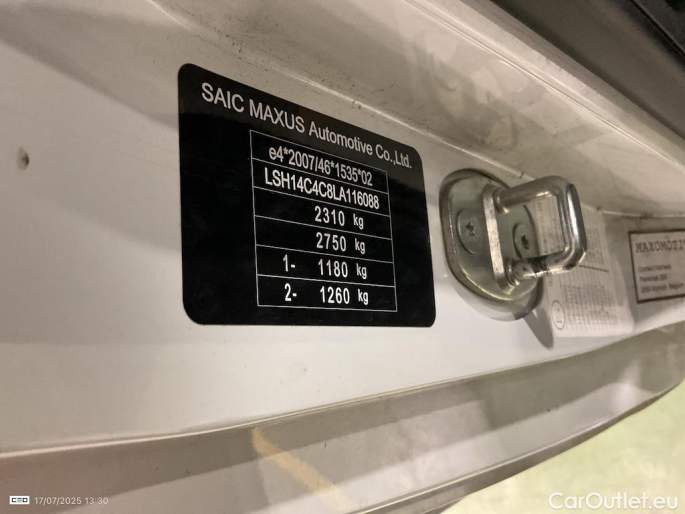 SAIC MAXUS Automotive Co.,Ltd.
e4*2007/46*1535*02
LSH14C4C8LA116088
2310 kg
2750 kg
1- 1180 kg
2- 1260 kg
17/07/2025 13:30
CarOutlet.eu